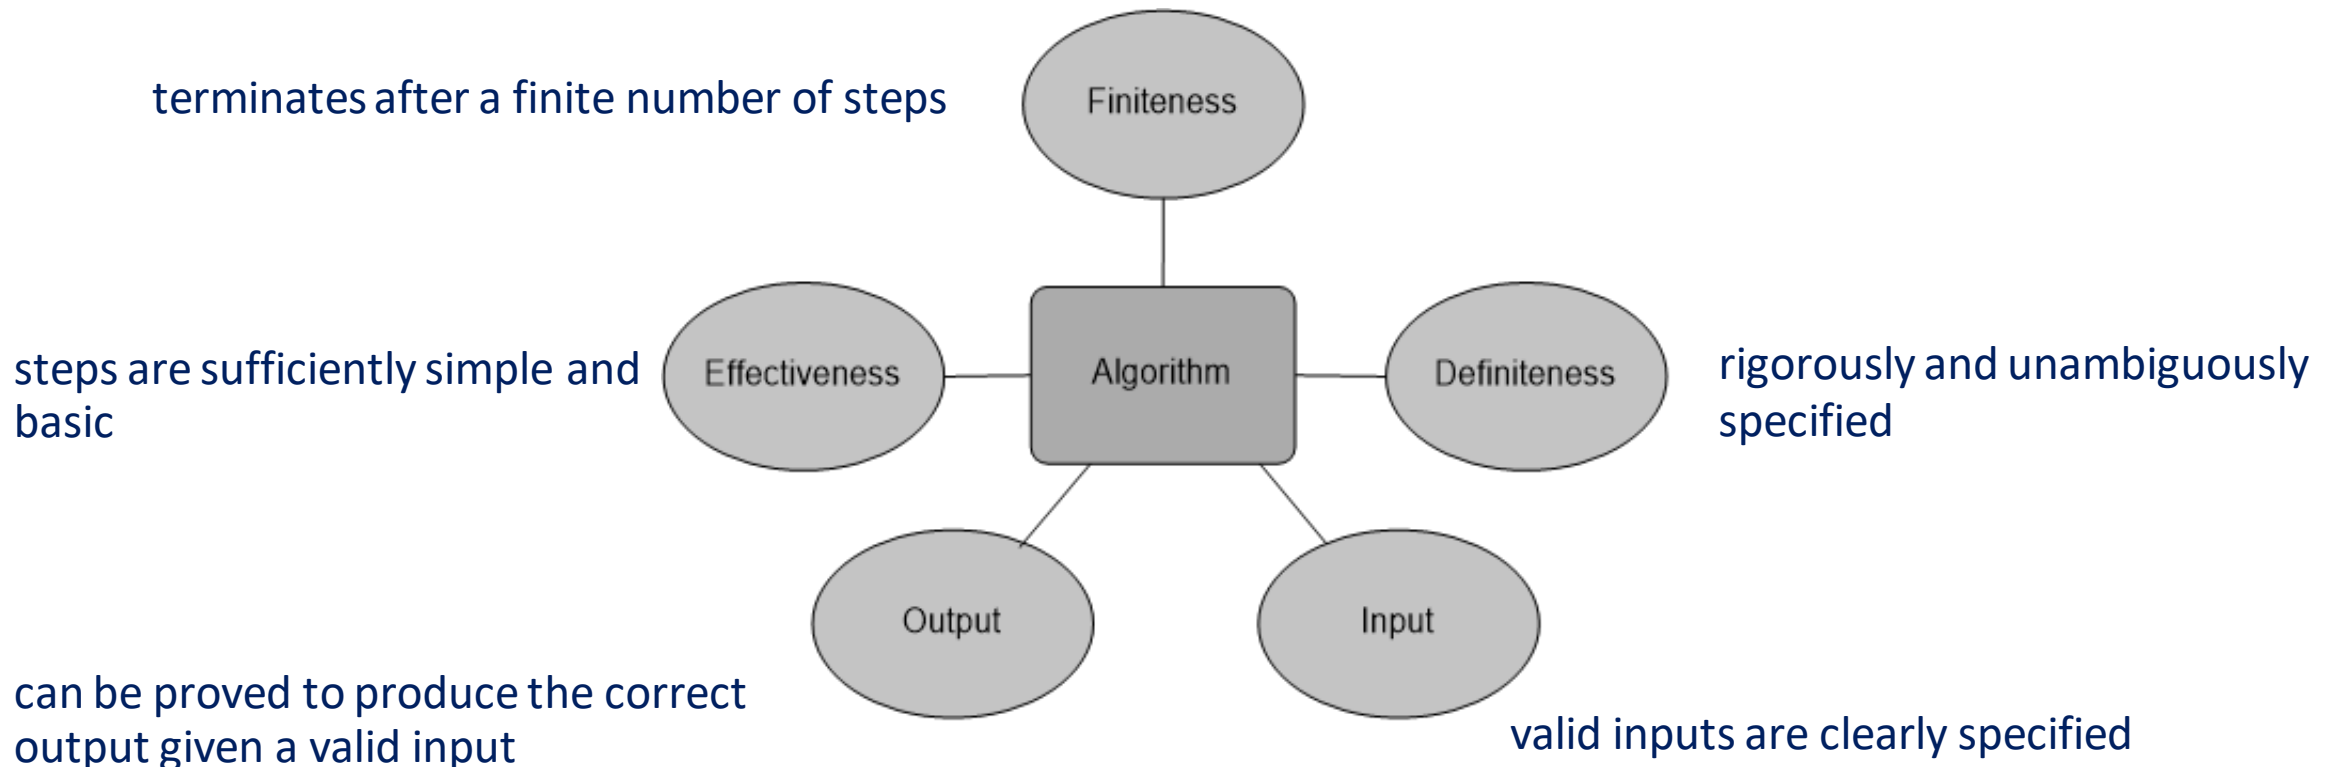 terminates after a finite number of steps
Finiteness
steps are sufficiently simple and
basic
Effectiveness
Algorithm
Definiteness
rigorously and unambiguously
specified
Output
Input
can be proved to produce the correct
output given a valid input
valid inputs are clearly specified